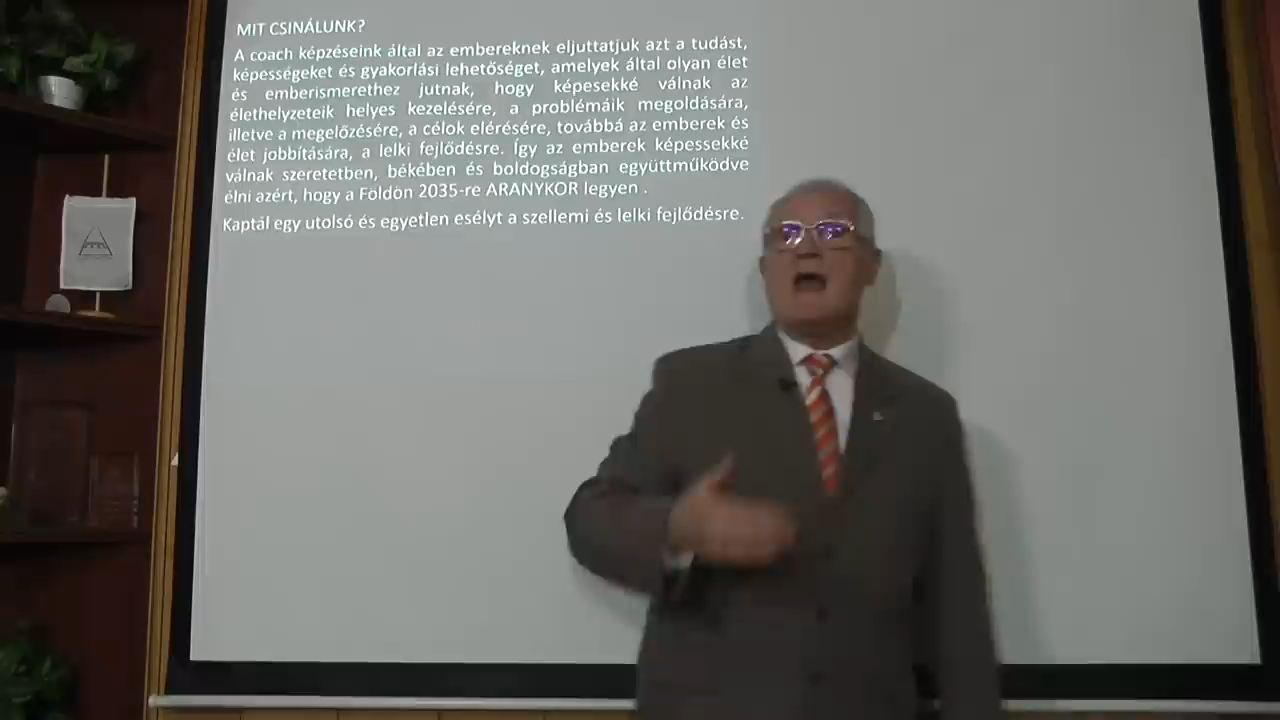 MIT CSINÁLUNK?
A coach képzéseink által az embereknek eljuttatjuk azt a tudást,
képességeket és gyakorlási lehetőséget, amelyek által olyan élet
és emberismerethez jutnak, hogy képesekké válnak az
élethelyzeteik helyes kezelésére, a problémáik megoldására,
illetve a megelőzésére, a célok elérésére, továbbá az emberek és
élet jobbítására, a lelki fejlődésre. Így az emberek képessekké
válnak szeretetben, békében és boldogságban együttműködve
élni azért, hogy a Földön 2035-re ARANYKOR legyen .
Kaptál egy utolsó és egyetlen esélyt a szellemi és lelki fejlődésre.